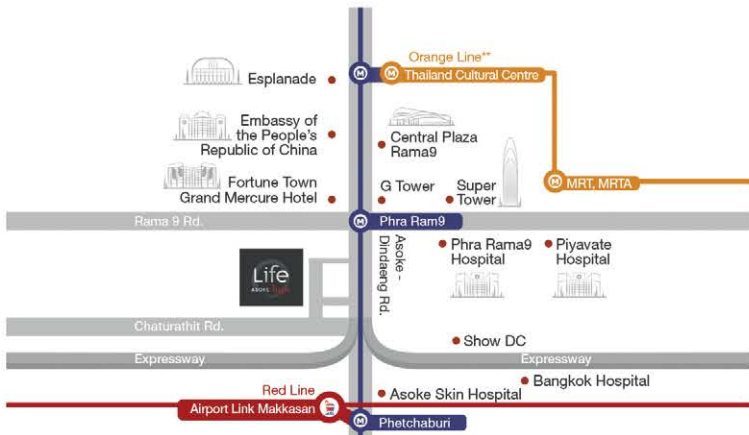 Orange Line**
Thailand Cultural Centre
Esplanade
Embassy of
the People's
Republic of China
Central Plaza
Rama9
MRT, MRTA
Fortune Town
Grand Mercure Hotel
G Tower
Super
Tower
Rama 9 Rd.
Phra Ram9
Asoke -
Dindaeng Rd.
Phra Rama9
Hospital
Piyavate
Hospital
Life
ASOKE
Chaturathit Rd.
Show DC
Expressway
Expressway
Bangkok Hospital
Red Line
Asoke Skin Hospital
Airport Link Makkasan
Phetchaburi